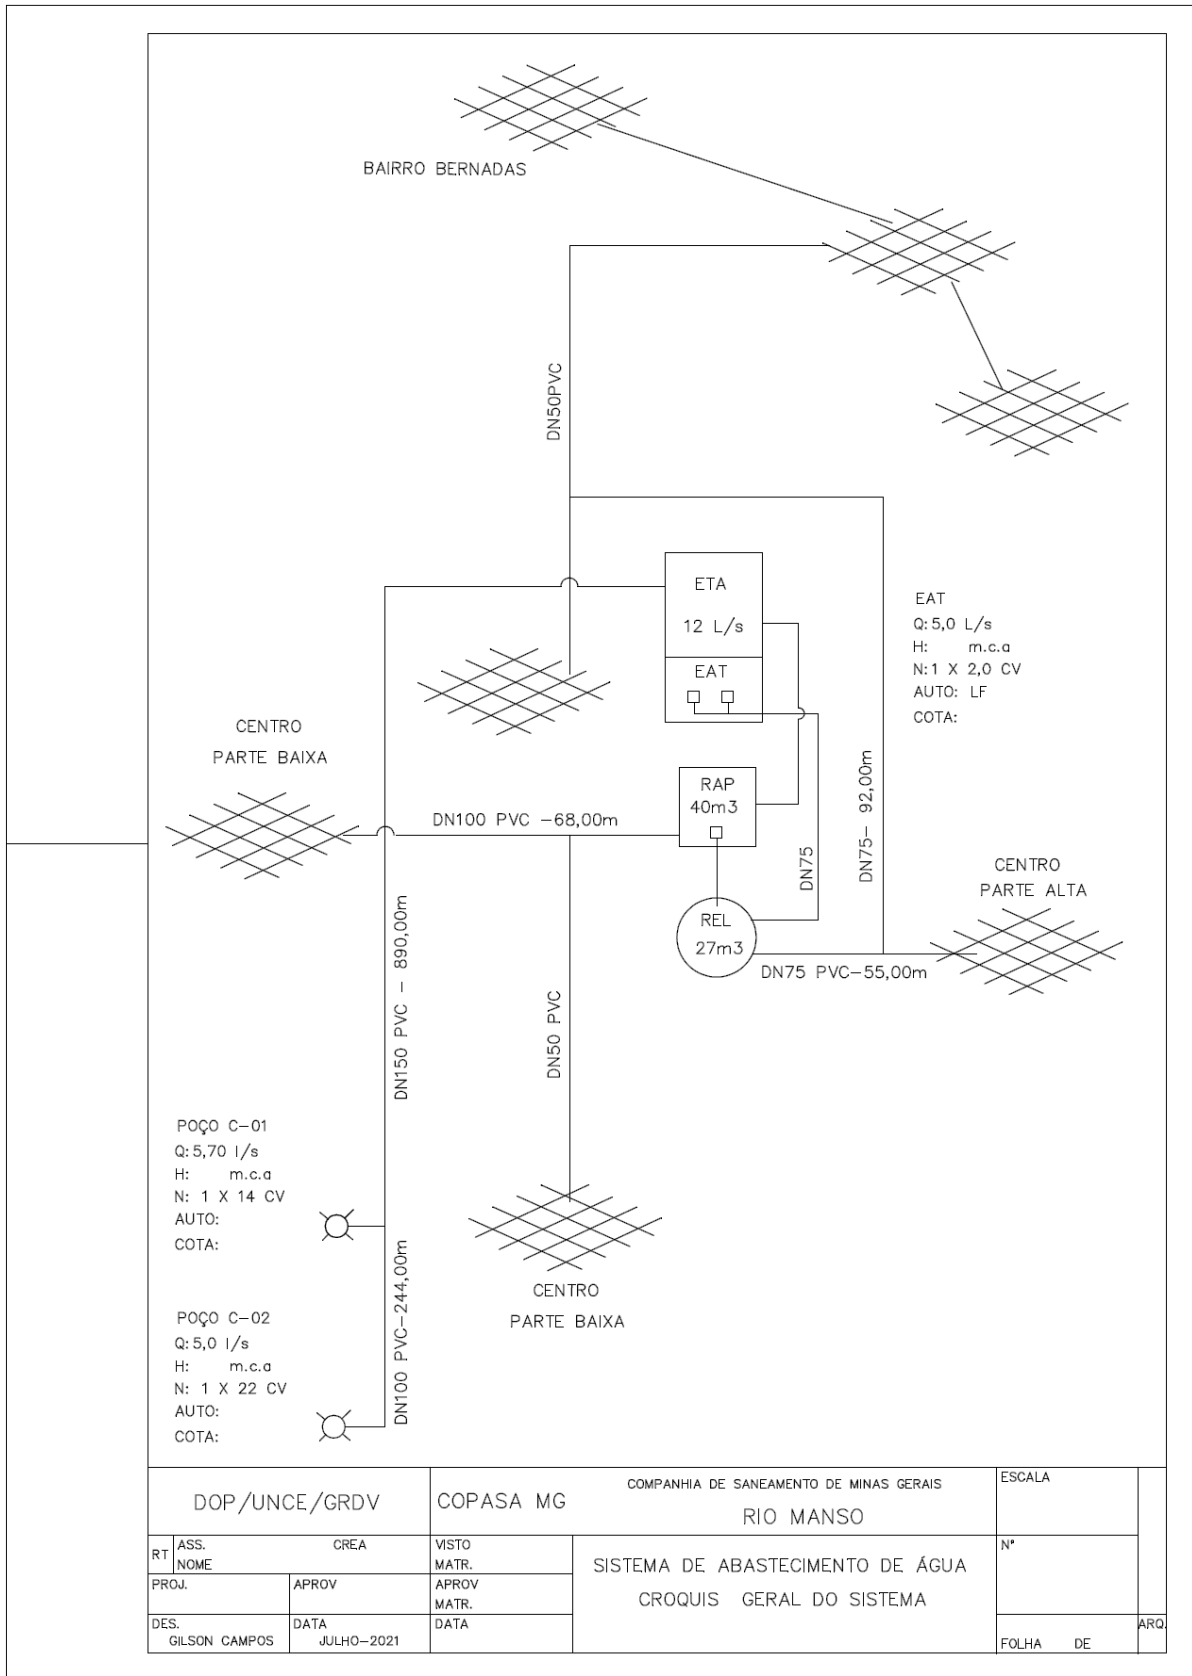 BAIRRO BERNADAS
DN50PVC
ETA
12 L/s
EAT
EAT
Q:5,0 L/s
H: m.c.a
N:1 X 2,0 CV
AUTO: LF
COTA:
CENTRO
PARTE BAIXA
DN100 PVC -68,00m
RAP
40m3
DN75
DN75- 92,00m
REL
27m3
DN75 PVC-55,00m
CENTRO
PARTE ALTA
DN150 PVC - 890,00m
DN50 PVC
POÇO C-01
Q:5,70 l/s
H: m.c.a
N: 1 X 14 CV
AUTO:
COTA:
DN100 PVC-244,00m
CENTRO
PARTE BAIXA
POÇO C-02
Q:5,0 l/s
H: m.c.a
N: 1 X 22 CV
AUTO:
COTA:
DOP/UNCE/GRDV
COPASA MG
COMPANHIA DE SANEAMENTO DE MINAS GERAIS
RIO MANSO
ESCALA
RT
ASS. CREA
NOME
VISTO
MATR.
SISTEMA DE ABASTECIMENTO DE ÁGUA
CROQUIS GERAL DO SISTEMA
Nº
PROJ.
APROV
APROV
MATR.
DES.
GILSON CAMPOS
DATA
JULHO-2021
DATA
FOLHA DE
ARQ.